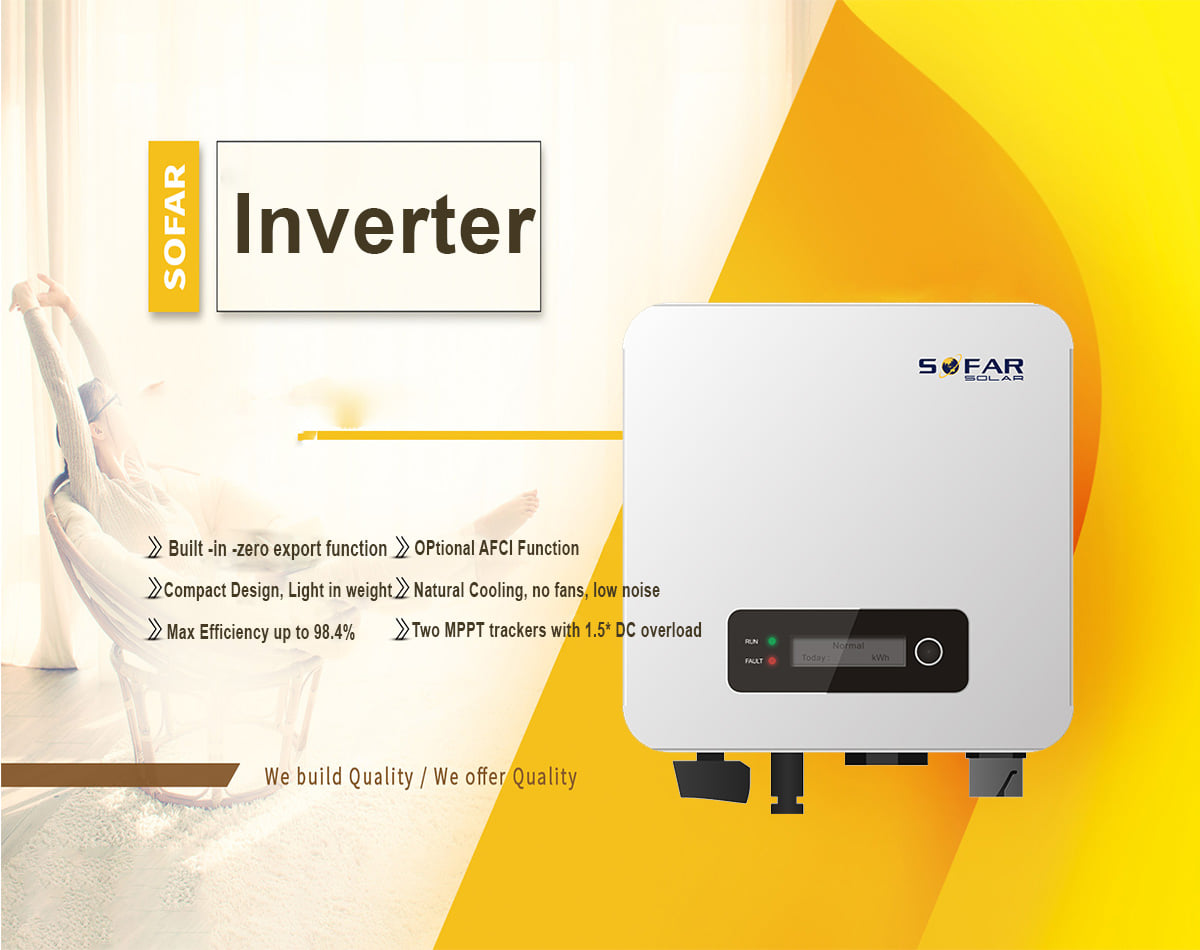 SOFAR
Inverter
SOFAR
SOLAR
Built -in -zero export function
OPtional AFCI Function
Compact Design, Light in weight
Natural Cooling, no fans, low noise
Max Efficiency up to 98.4%
Two MPPT trackers with 1.5* DC overload
RUN
FAULT
Normal
Today : kWh
We build Quality / We offer Quality